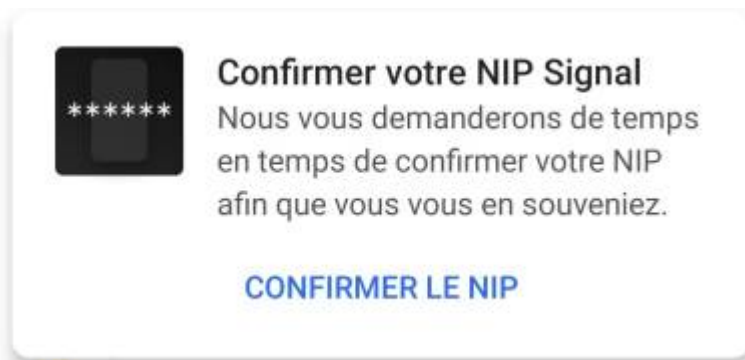 ******
Confirmer votre NIP Signal
Nous vous demanderons de temps
en temps de confirmer votre NIP
afin que vous vous en souveniez.
CONFIRMER LE NIP